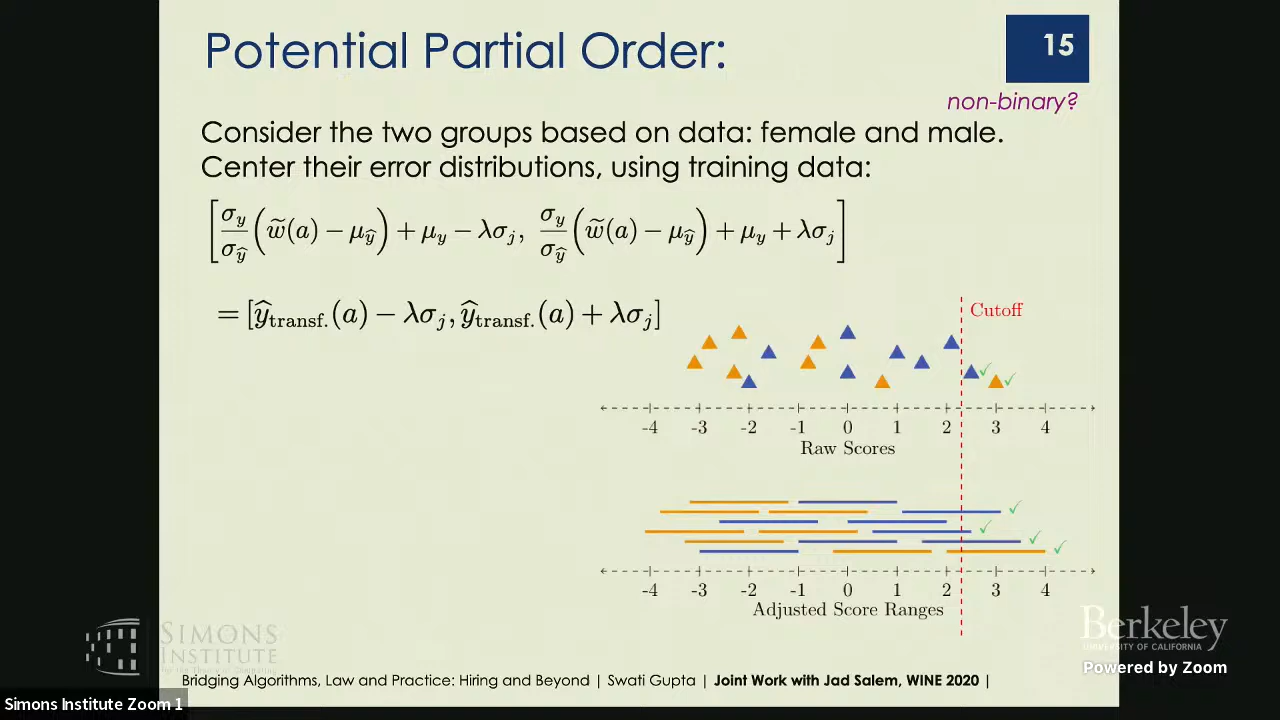 Potential Partial Order:
15
non-binary?
Consider the two groups based on data: female and male.
Center their error distributions, using training data:
[σ_y/σ_ŷ (w̃(a) − μ_ŷ) + μ_y − λσ_j, σ_y/σ_ŷ (w̃(a) − μ_ŷ) + μ_y + λσ_j]
= [ŷ_transf.(a) − λσ_j, ŷ_transf.(a) + λσ_j]
Cutoff
-4 -3 -2 -1 0 1 2 3 4
Raw Scores
-4 -3 -2 -1 0 1 2 3 4
Adjusted Score Ranges
SIMONS
INSTITUTE
Berkeley
UNIVERSITY OF CALIFORNIA
Powered by Zoom
Bridging Algorithms, Law and Practice: Hiring and Beyond | Swati Gupta | Joint Work with Jad Salem, WINE 2020 |
Simons Institute Zoom 1